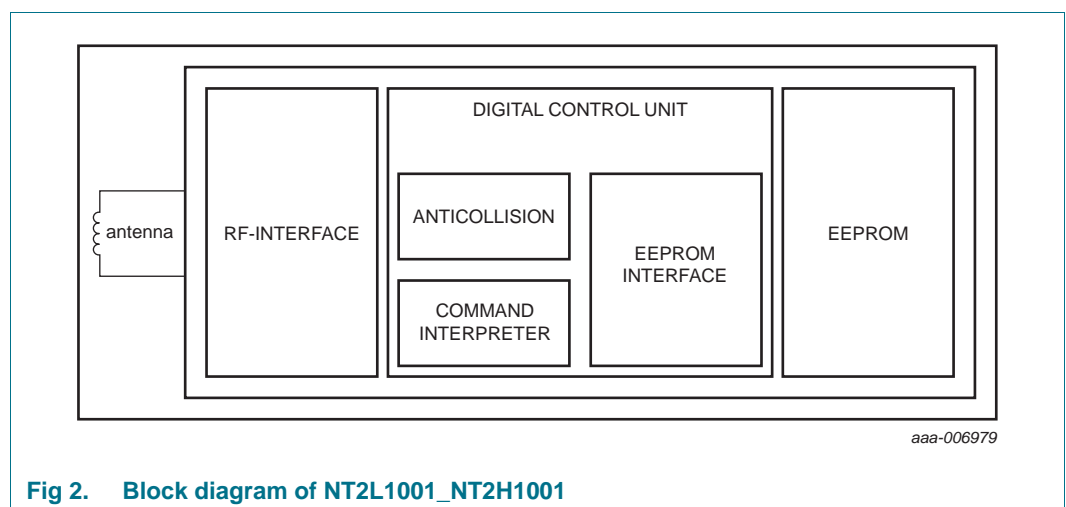 DIGITAL CONTROL UNIT
antenna
RF-INTERFACE
ANTICOLLISION
COMMAND
INTERPRETER
EEPROM
INTERFACE
EEPROM
aaa-006979
Fig 2. Block diagram of NT2L1001_NT2H1001